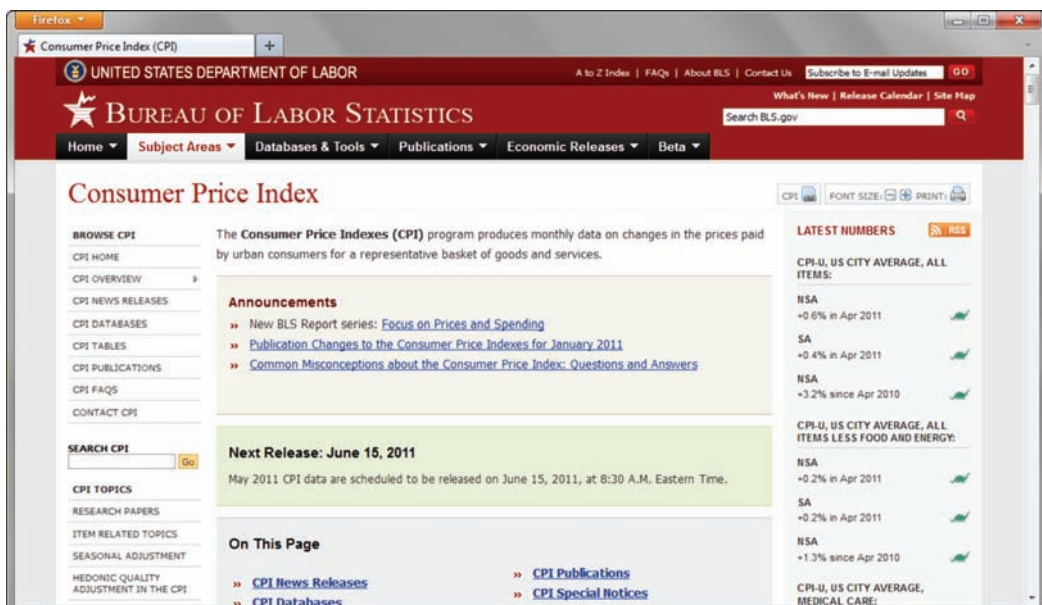 Firefox
Consumer Price Index (CPI)
UNITED STATES DEPARTMENT OF LABOR
A to Z Index | FAQs | About BLS | Contact Us Subscribe to E-mail Updates GO
What's New | Release Calendar | Site Map
BUREAU OF LABOR STATISTICS
Search BLS.gov
Home Subject Areas Databases & Tools Publications Economic Releases Beta
Consumer Price Index
CPI FONT SIZE: PRINT:
BROWSE CPI
CPI HOME
CPI OVERVIEW
CPI NEWS RELEASES
CPI DATABASES
CPI TABLES
CPI PUBLICATIONS
CPI FAQS
CONTACT CPI
SEARCH CPI
Go
CPI TOPICS
RESEARCH PAPERS
ITEM RELATED TOPICS
SEASONAL ADJUSTMENT
HEDONIC QUALITY
ADJUSTMENT IN THE CPI
The Consumer Price Indexes (CPI) program produces monthly data on changes in the prices paid
by urban consumers for a representative basket of goods and services.
Announcements
» New BLS Report series: Focus on Prices and Spending
» Publication Changes to the Consumer Price Indexes for January 2011
» Common Misconceptions about the Consumer Price Index: Questions and Answers
Next Release: June 15, 2011
May 2011 CPI data are scheduled to be released on June 15, 2011, at 8:30 A.M. Eastern Time.
On This Page
» CPI News Releases
» CPI Databases
» CPI Publications
» CPI Special Notices
LATEST NUMBERS RSS
CPI-U, US CITY AVERAGE, ALL
ITEMS:
NSA
+0.6% in Apr 2011
SA
+0.4% in Apr 2011
NSA
+3.2% since Apr 2010
CPI-U, US CITY AVERAGE, ALL
ITEMS LESS FOOD AND ENERGY:
NSA
+0.2% in Apr 2011
SA
+0.2% in Apr 2011
NSA
+1.3% since Apr 2010
CPI-U, US CITY AVERAGE,
MEDICAL CARE: